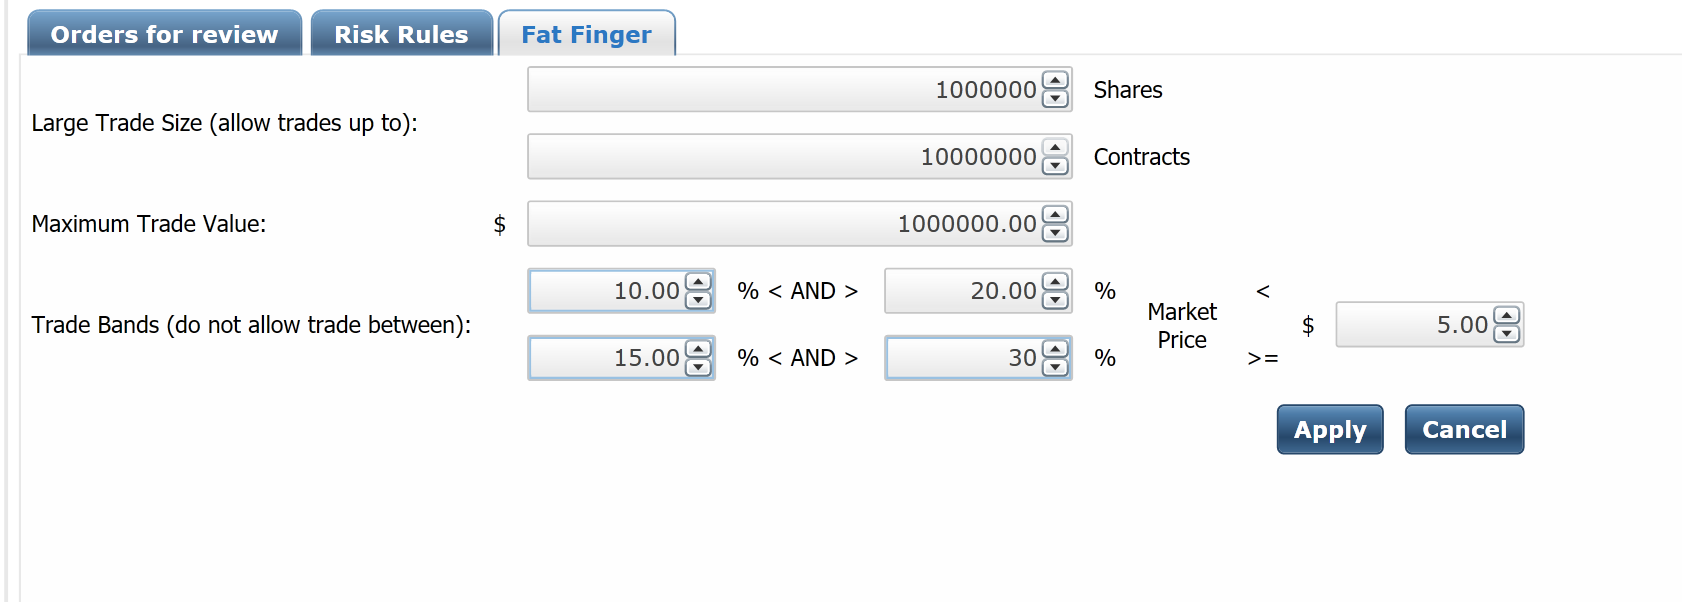 Orders for review Risk Rules Fat Finger
1000000 Shares
Large Trade Size (allow trades up to):
10000000 Contracts
Maximum Trade Value: $ 1000000.00
10.00 % < AND > 20.00 % <
Trade Bands (do not allow trade between): Market Price $ 5.00
15.00 % < AND > 30 % >=
Apply Cancel